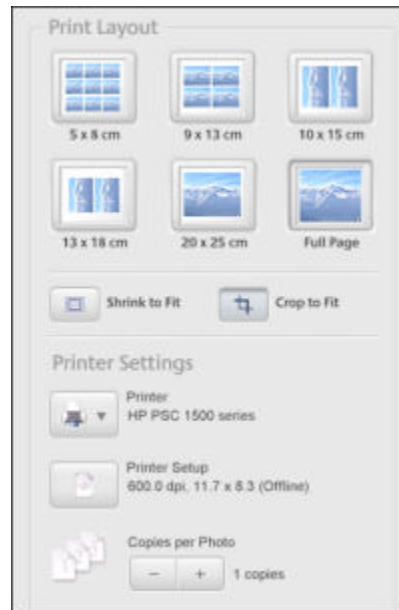 Print Layout
5 x 8 cm
9 x 13 cm
10 x 15 cm
13 x 18 cm
20 x 25 cm
Full Page
Shrink to Fit
Crop to Fit
Printer Settings
Printer
HP PSC 1500 series
Printer Setup
600.0 dpi, 11.7 x 8.3 (Offline)
Copies per Photo
− +
1 copies